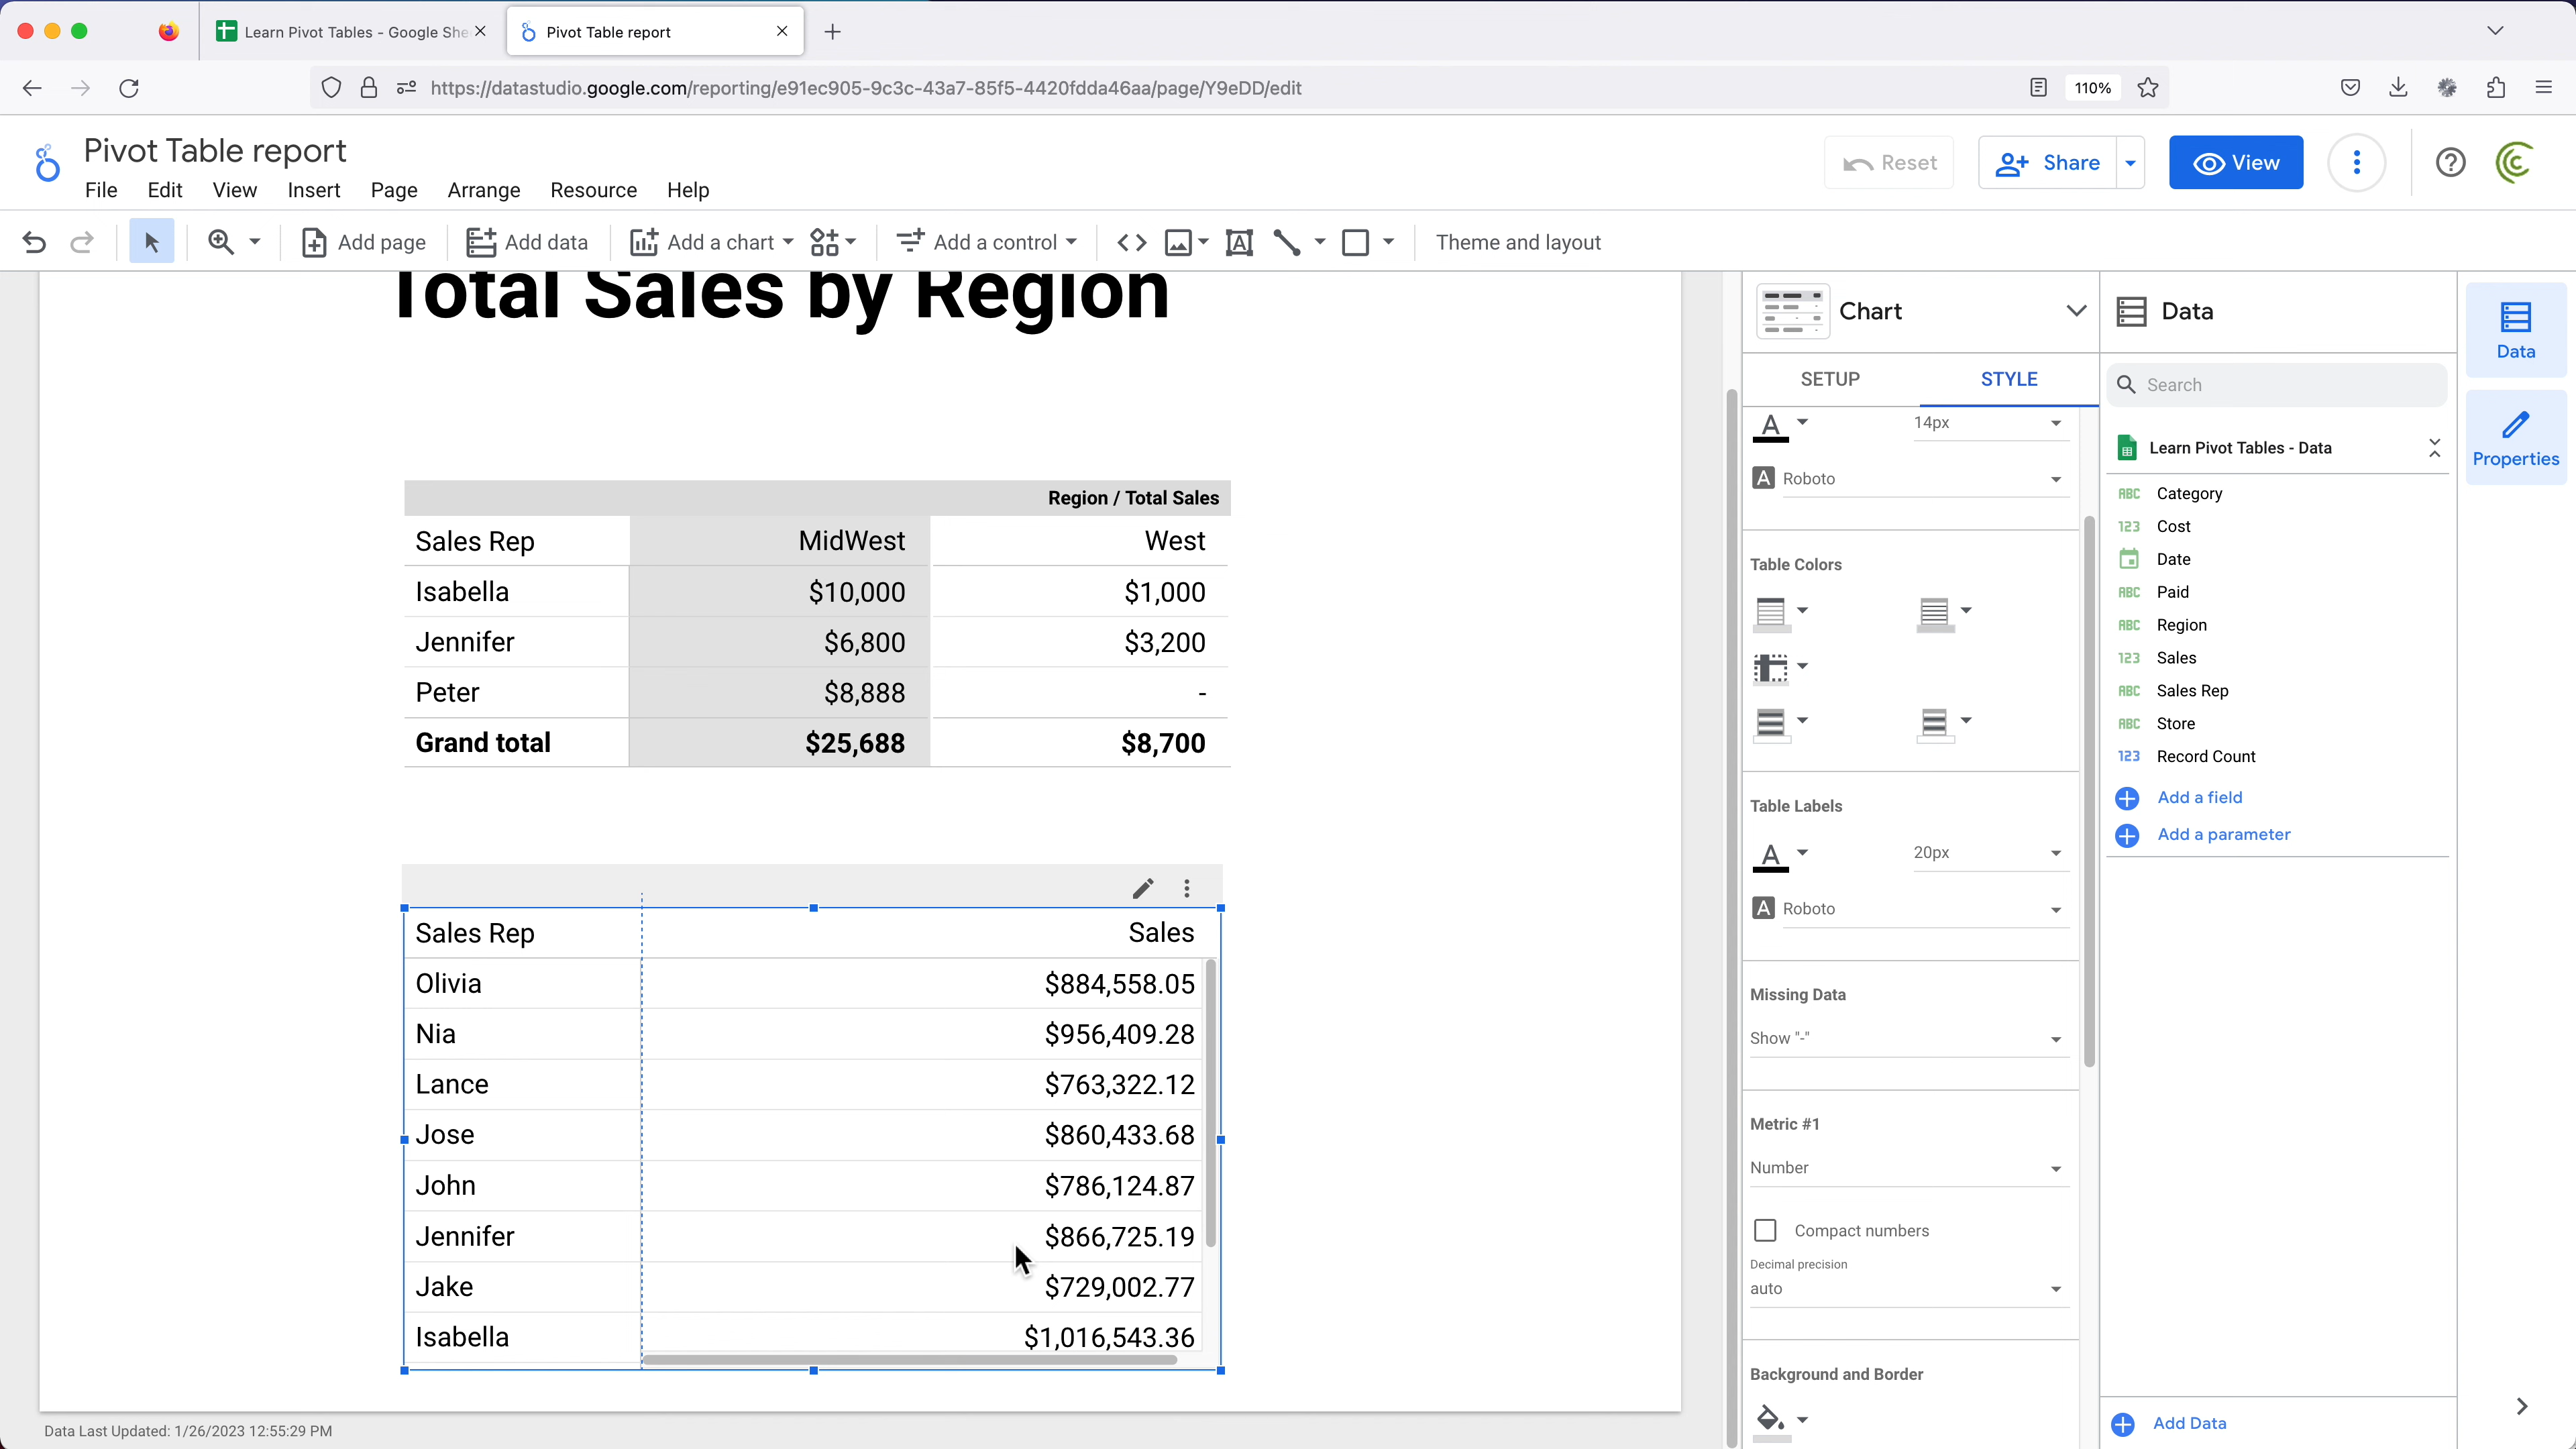 Learn Pivot Tables - Google She
Pivot Table report
https://datastudio.google.com/reporting/e91ec905-9c3c-43a7-85f5-4420fdda46aa/page/Y9eDD/edit
110%
Pivot Table report
File Edit View Insert Page Arrange Resource Help
Reset
Share
View
Add page
Add data
Add a chart
Add a control
Theme and layout
Total Sales by Region
Region / Total Sales
Sales Rep MidWest West
Isabella $10,000 $1,000
Jennifer $6,800 $3,200
Peter $8,888 -
Grand total $25,688 $8,700
Sales Rep Sales
Olivia $884,558.05
Nia $956,409.28
Lance $763,322.12
Jose $860,433.68
John $786,124.87
Jennifer $866,725.19
Jake $729,002.77
Isabella $1,016,543.36
Data Last Updated: 1/26/2023 12:55:29 PM
Chart
SETUP STYLE
A 14px
A Roboto
Table Colors
Table Labels
A 20px
A Roboto
Missing Data
Show "-"
Metric #1
Number
Compact numbers
Decimal precision
auto
Background and Border
Data
Search
Learn Pivot Tables - Data
ABC Category
123 Cost
Date
ABC Paid
ABC Region
123 Sales
ABC Sales Rep
ABC Store
123 Record Count
Add a field
Add a parameter
Add Data
Data
Properties